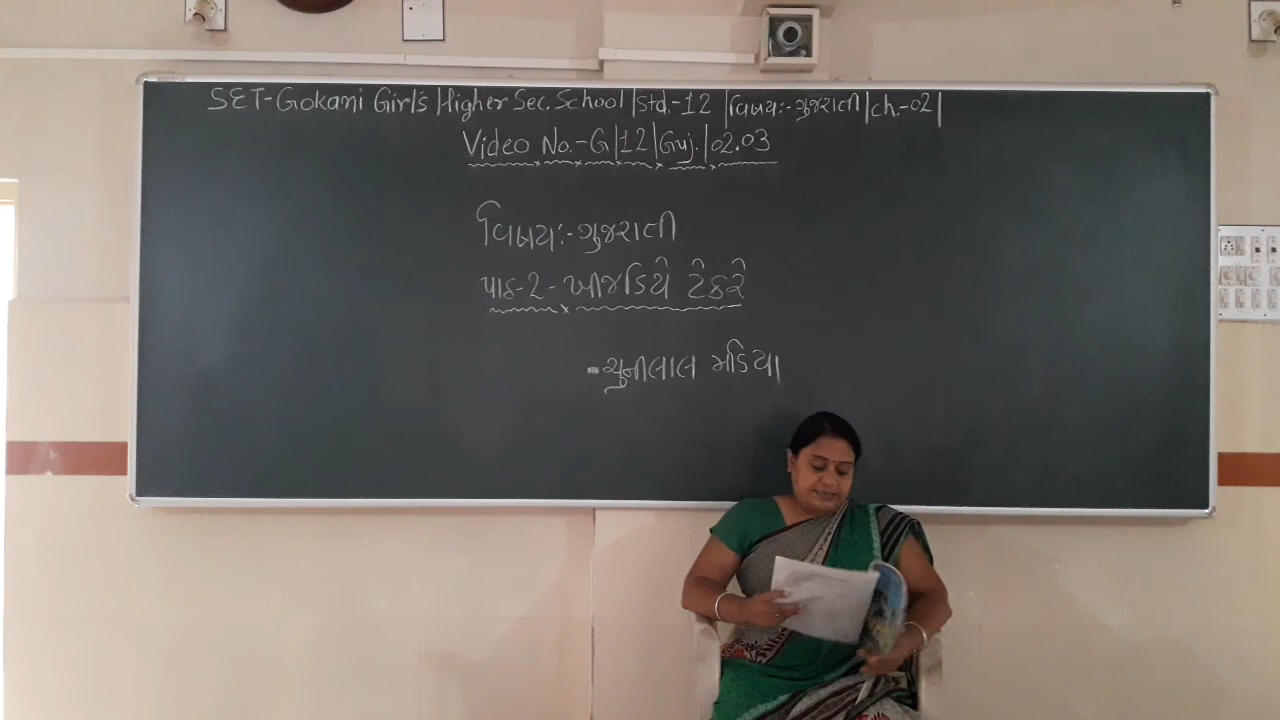 SET-Gokani Girl's Higher Sec. School | Std.-12 | વિષય:-ગુજરાતી | ch.-02 |
Video No.-G|12|Guj.|02.03
વિષય:-ગુજરાતી
પાઠ-2-ખીજડિયે ટેકરે
-ચુનીલાલ મડિયા